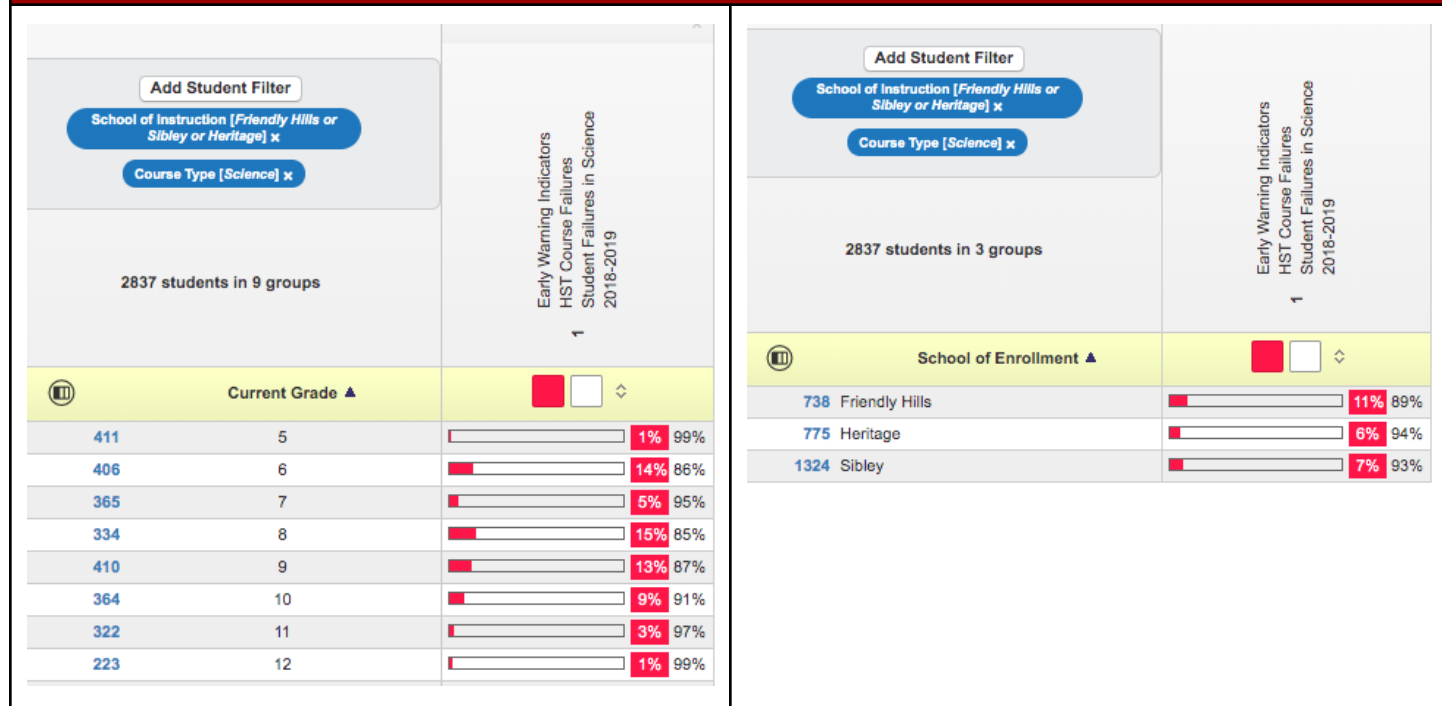 Add Student Filter
School of Instruction [Friendly Hills or
Sibley or Heritage] x
Course Type [Science] x
2837 students in 9 groups
Early Warning Indicators
HST Course Failures
Student Failures in Science
2018-2019
1
Current Grade ▲
411 5 1% 99%
406 6 14% 86%
365 7 5% 95%
334 8 15% 85%
410 9 13% 87%
364 10 9% 91%
322 11 3% 97%
223 12 1% 99%
Add Student Filter
School of Instruction [Friendly Hills or
Sibley or Heritage] x
Course Type [Science] x
2837 students in 3 groups
Early Warning Indicators
HST Course Failures
Student Failures in Science
2018-2019
1
School of Enrollment ▲
738 Friendly Hills 11% 89%
775 Heritage 6% 94%
1324 Sibley 7% 93%